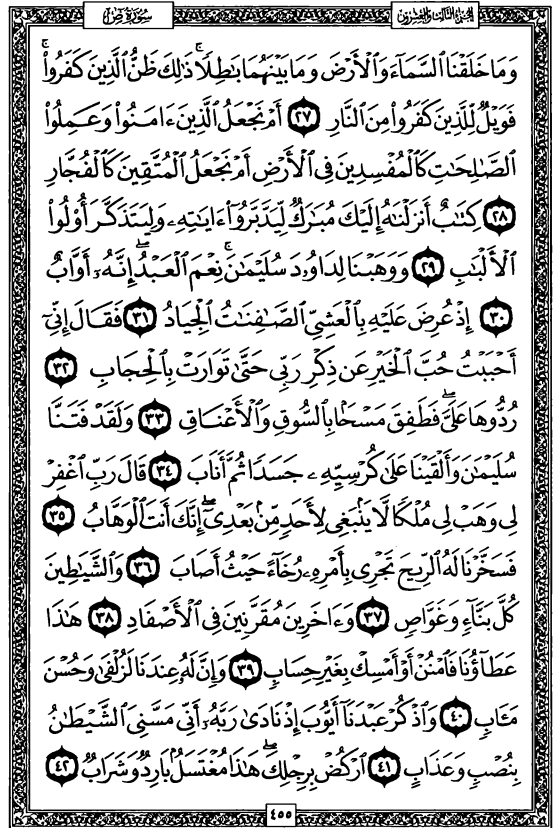 سُورَةُ صٓ
الجزء الثالث والعشرون
وَمَا خَلَقْنَا ٱلسَّمَآءَ وَٱلْأَرْضَ وَمَا بَيْنَهُمَا بَٰطِلًا ۚ ذَٰلِكَ ظَنُّ ٱلَّذِينَ كَفَرُوا۟ ۚ
فَوَيْلٌ لِّلَّذِينَ كَفَرُوا۟ مِنَ ٱلنَّارِ ٢٧ أَمْ نَجْعَلُ ٱلَّذِينَ ءَامَنُوا۟ وَعَمِلُوا۟
ٱلصَّٰلِحَٰتِ كَٱلْمُفْسِدِينَ فِى ٱلْأَرْضِ أَمْ نَجْعَلُ ٱلْمُتَّقِينَ كَٱلْفُجَّارِ
٢٨ كِتَٰبٌ أَنزَلْنَٰهُ إِلَيْكَ مُبَٰرَكٌ لِّيَدَّبَّرُوٓا۟ ءَايَٰتِهِۦ وَلِيَتَذَكَّرَ أُو۟لُوا۟
ٱلْأَلْبَٰبِ ٢٩ وَوَهَبْنَا لِدَاوُۥدَ سُلَيْمَٰنَ ۚ نِعْمَ ٱلْعَبْدُ ۖ إِنَّهُۥٓ أَوَّابٌ
٣٠ إِذْ عُرِضَ عَلَيْهِ بِٱلْعَشِىِّ ٱلصَّٰفِنَٰتُ ٱلْجِيَادُ ٣١ فَقَالَ إِنِّىٓ
أَحْبَبْتُ حُبَّ ٱلْخَيْرِ عَن ذِكْرِ رَبِّى حَتَّىٰ تَوَارَتْ بِٱلْحِجَابِ ٣٢
رُدُّوهَا عَلَىَّ ۖ فَطَفِقَ مَسْحًۢا بِٱلسُّوقِ وَٱلْأَعْنَاقِ ٣٣ وَلَقَدْ فَتَنَّا
سُلَيْمَٰنَ وَأَلْقَيْنَا عَلَىٰ كُرْسِيِّهِۦ جَسَدًا ثُمَّ أَنَابَ ٣٤ قَالَ رَبِّ ٱغْفِرْ
لِى وَهَبْ لِى مُلْكًا لَّا يَنۢبَغِى لِأَحَدٍ مِّنۢ بَعْدِىٓ ۖ إِنَّكَ أَنتَ ٱلْوَهَّابُ ٣٥
فَسَخَّرْنَا لَهُ ٱلرِّيحَ تَجْرِى بِأَمْرِهِۦ رُخَآءً حَيْثُ أَصَابَ ٣٦ وَٱلشَّيَٰطِينَ
كُلَّ بَنَّآءٍ وَغَوَّاصٍ ٣٧ وَءَاخَرِينَ مُقَرَّنِينَ فِى ٱلْأَصْفَادِ ٣٨ هَٰذَا
عَطَآؤُنَا فَٱمْنُنْ أَوْ أَمْسِكْ بِغَيْرِ حِسَابٍ ٣٩ وَإِنَّ لَهُۥ عِندَنَا لَزُلْفَىٰ وَحُسْنَ
مَـَٔابٍ ٤٠ وَٱذْكُرْ عَبْدَنَآ أَيُّوبَ إِذْ نَادَىٰ رَبَّهُۥٓ أَنِّى مَسَّنِىَ ٱلشَّيْطَٰنُ
بِنُصْبٍ وَعَذَابٍ ٤١ ٱرْكُضْ بِرِجْلِكَ ۖ هَٰذَا مُغْتَسَلٌۢ بَارِدٌ وَشَرَابٌ ٤٢
٤٥٥